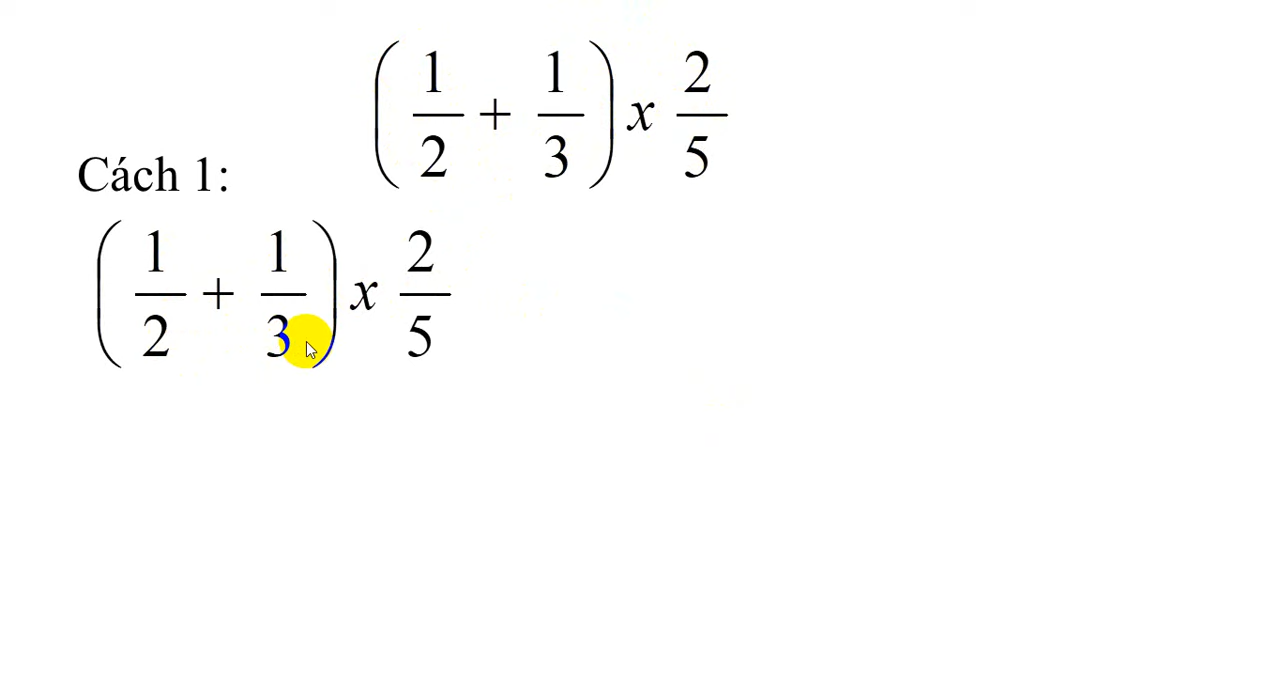 (1/2 + 1/3) x 2/5
Cách 1:
(1/2 + 1/3) x 2/5